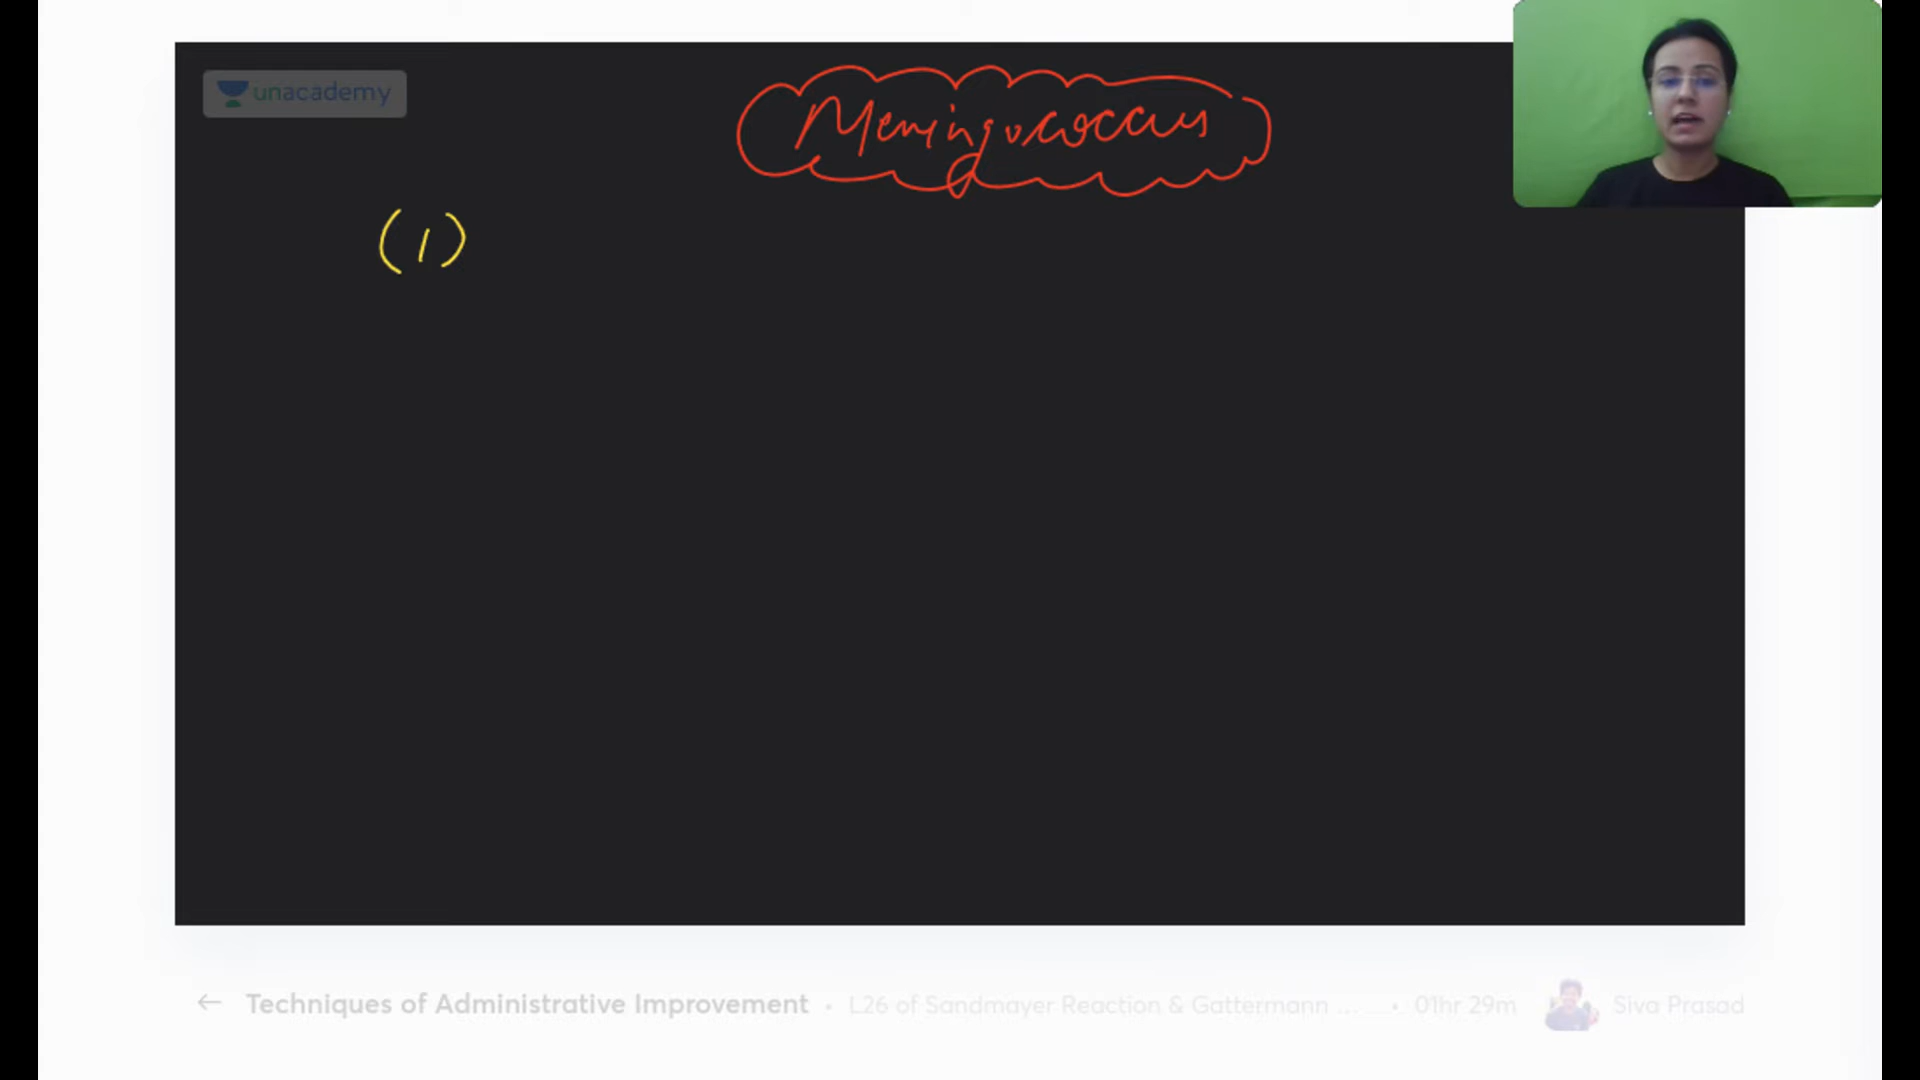 unacademy
Meningococcus
(1)
← Techniques of Administrative Improvement • L26 of Sandmayer Reaction & Gattermann ... • 01hr 29m Siva Prasad